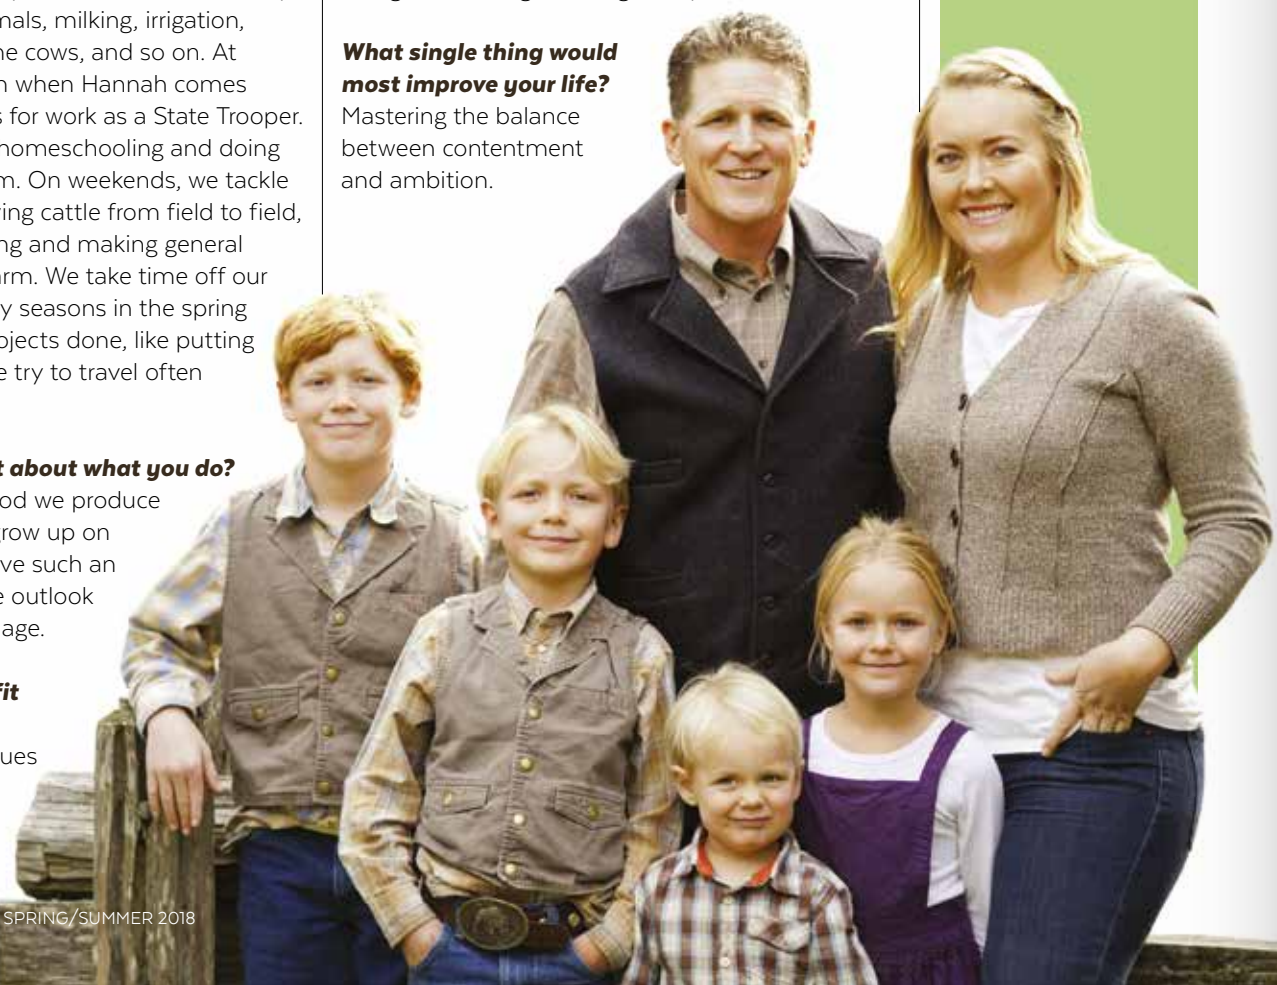 mals, milking, irrigation,
ne cows, and so on. At
n when Hannah comes
s for work as a State Trooper.
homeschooling and doing
m. On weekends, we tackle
ving cattle from field to field,
ng and making general
arm. We take time off our
y seasons in the spring
ojects done, like putting
e try to travel often
t about what you do?
od we produce
grow up on
ve such an
e outlook
age.
fit
ues
What single thing would
most improve your life?
Mastering the balance
between contentment
and ambition.
SPRING/SUMMER 2018